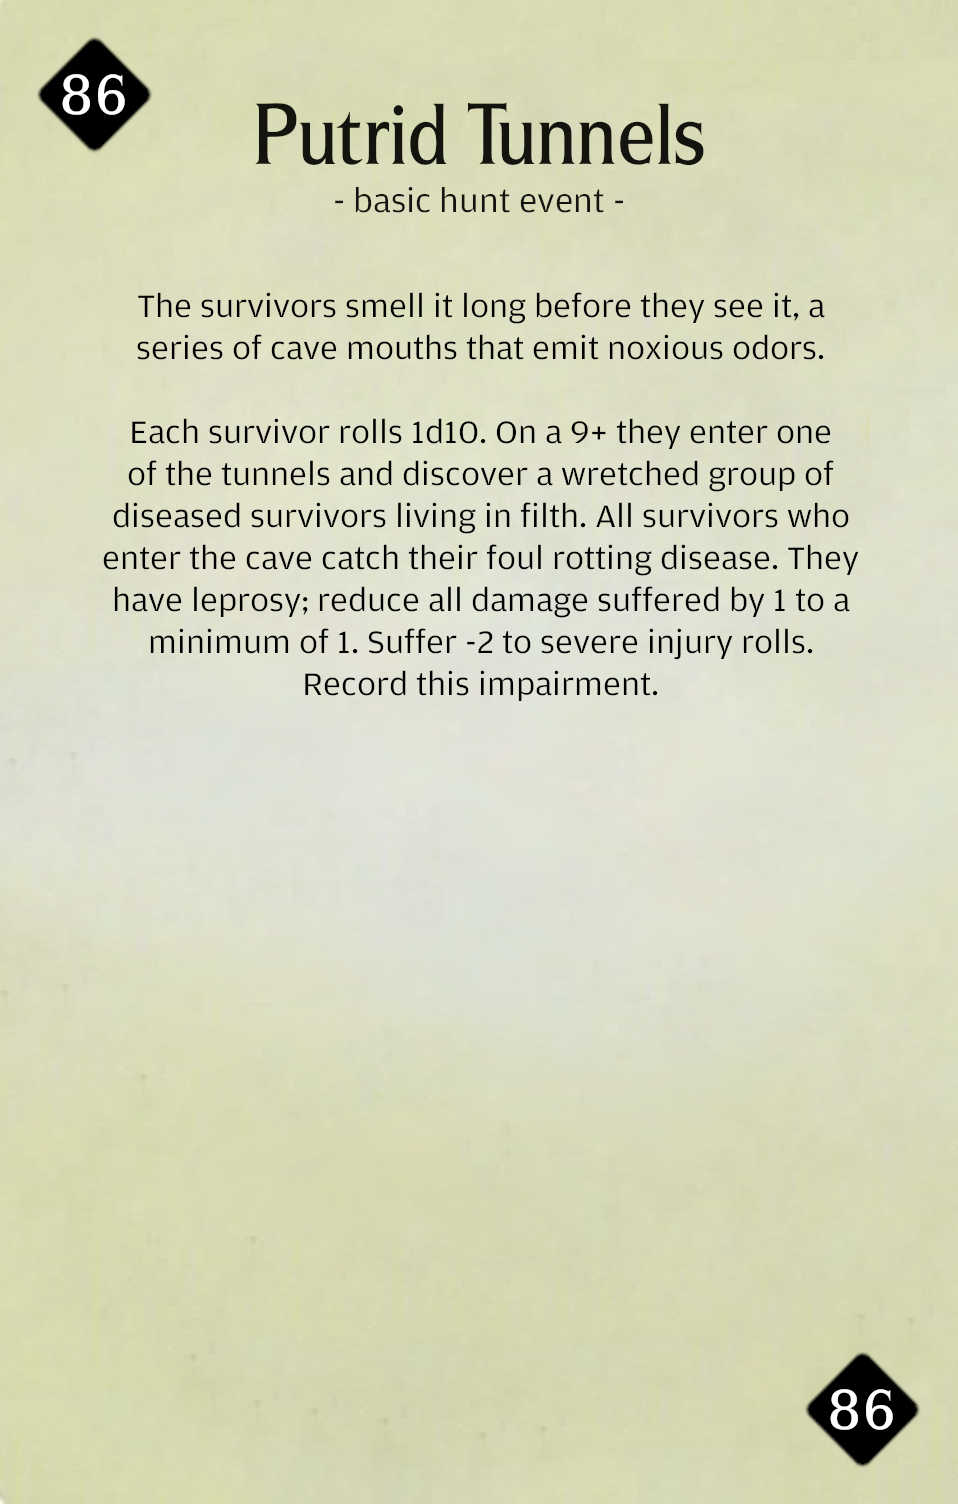 86
Putrid Tunnels
- basic hunt event -
The survivors smell it long before they see it, a
series of cave mouths that emit noxious odors.
Each survivor rolls 1d10. On a 9+ they enter one
of the tunnels and discover a wretched group of
diseased survivors living in filth. All survivors who
enter the cave catch their foul rotting disease. They
have leprosy; reduce all damage suffered by 1 to a
minimum of 1. Suffer -2 to severe injury rolls.
Record this impairment.
86